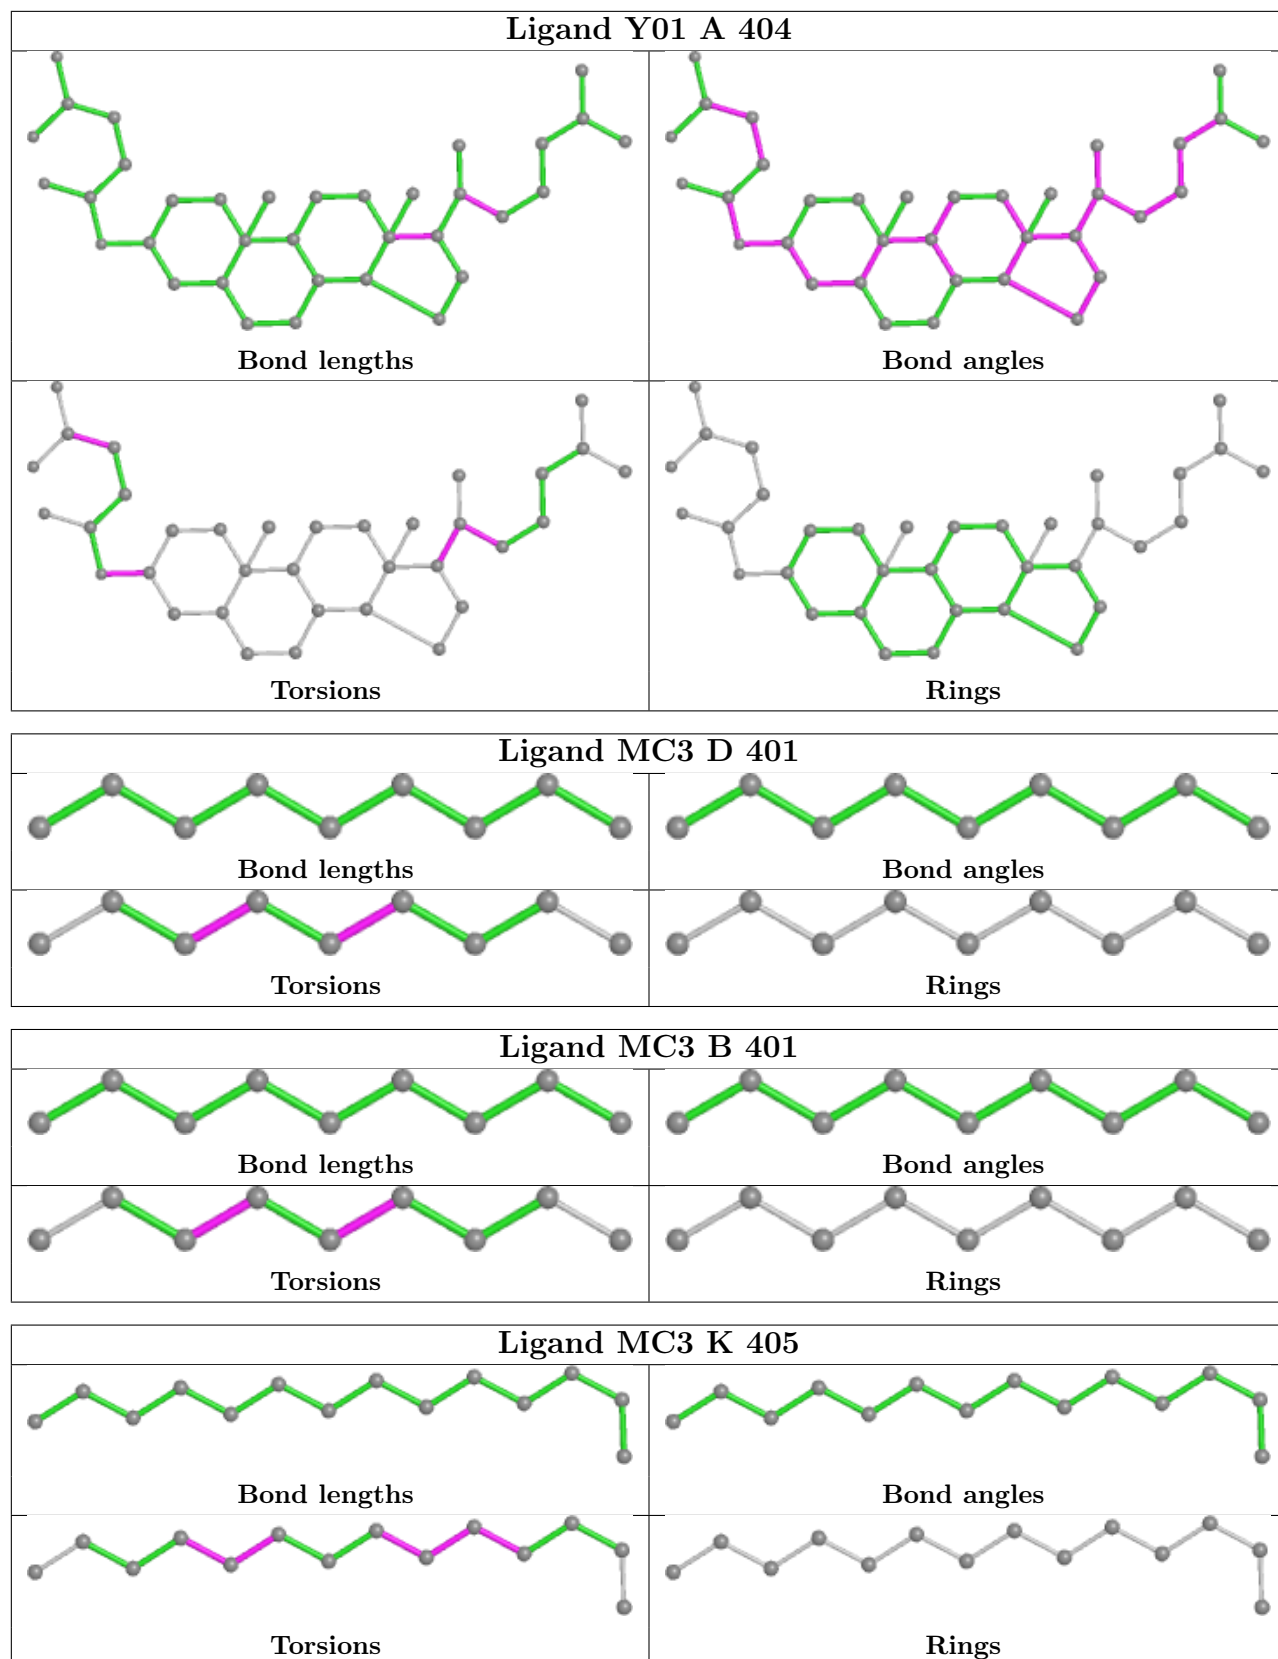 Ligand Y01 A 404
Bond lengths
Bond angles
Torsions
Rings
Ligand MC3 D 401
Bond lengths
Bond angles
Torsions
Rings
Ligand MC3 B 401
Bond lengths
Bond angles
Torsions
Rings
Ligand MC3 K 405
Bond lengths
Bond angles
Torsions
Rings